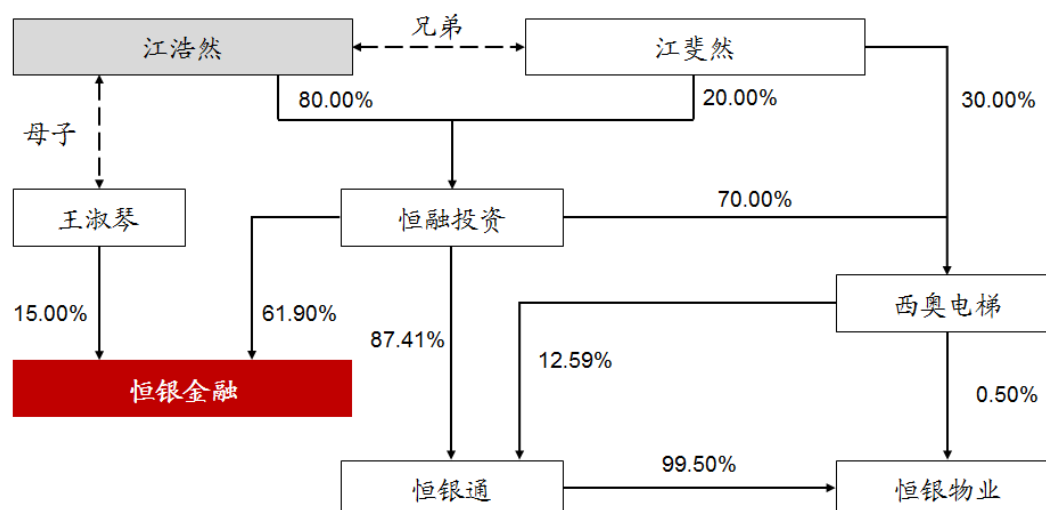 江浩然
兄弟
江斐然
80.00%
20.00%
30.00%
母子
王淑琴
恒融投资
70.00%
15.00%
61.90%
87.41%
西奥电梯
12.59%
恒银金融
0.50%
恒银通
99.50%
恒银物业